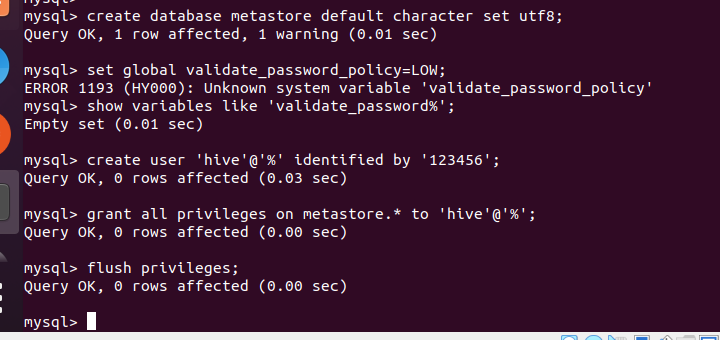 mysql> create database metastore default character set utf8;
Query OK, 1 row affected, 1 warning (0.01 sec)
mysql> set global validate_password_policy=LOW;
ERROR 1193 (HY000): Unknown system variable 'validate_password_policy'
mysql> show variables like 'validate_password%';
Empty set (0.01 sec)
mysql> create user 'hive'@'%' identified by '123456';
Query OK, 0 rows affected (0.03 sec)
mysql> grant all privileges on metastore.* to 'hive'@'%';
Query OK, 0 rows affected (0.00 sec)
mysql> flush privileges;
Query OK, 0 rows affected (0.00 sec)
mysql>